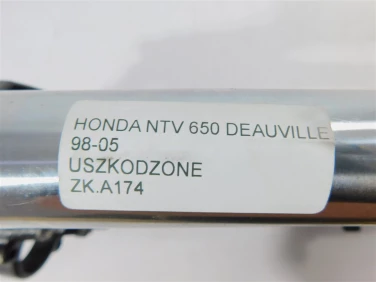 HONDA NTV 650 DEAUVILLE
98-05
USZKODZONE
ZK.A174